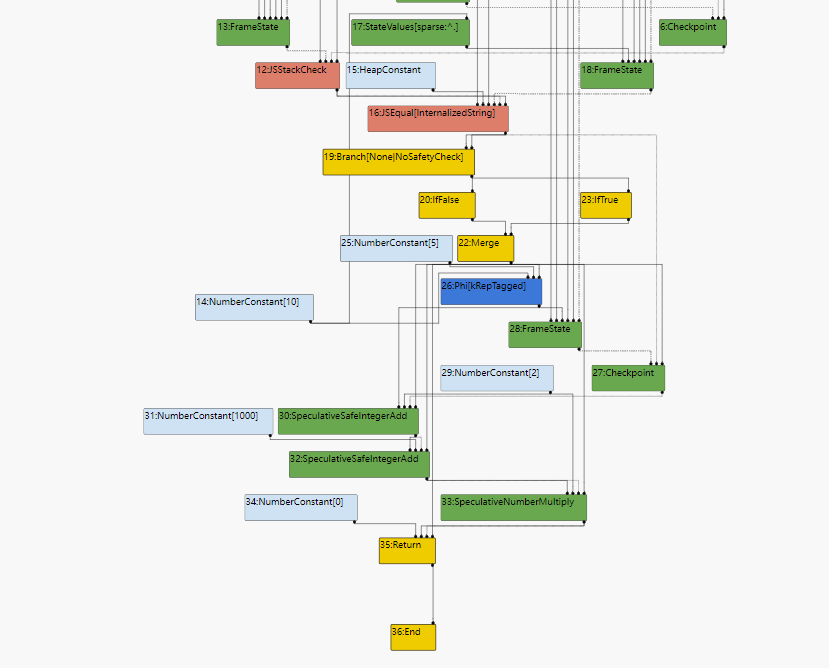 13:FrameState
17:StateValues[sparse:^.]
6:Checkpoint
12:JSStackCheck
15:HeapConstant
18:FrameState
16:JSEqual[InternalizedString]
19:Branch[None|NoSafetyCheck]
20:IfFalse
23:IfTrue
25:NumberConstant[5]
22:Merge
26:Phi[kRepTagged]
14:NumberConstant[10]
28:FrameState
29:NumberConstant[2]
27:Checkpoint
31:NumberConstant[1000]
30:SpeculativeSafeIntegerAdd
32:SpeculativeSafeIntegerAdd
34:NumberConstant[0]
33:SpeculativeNumberMultiply
35:Return
36:End